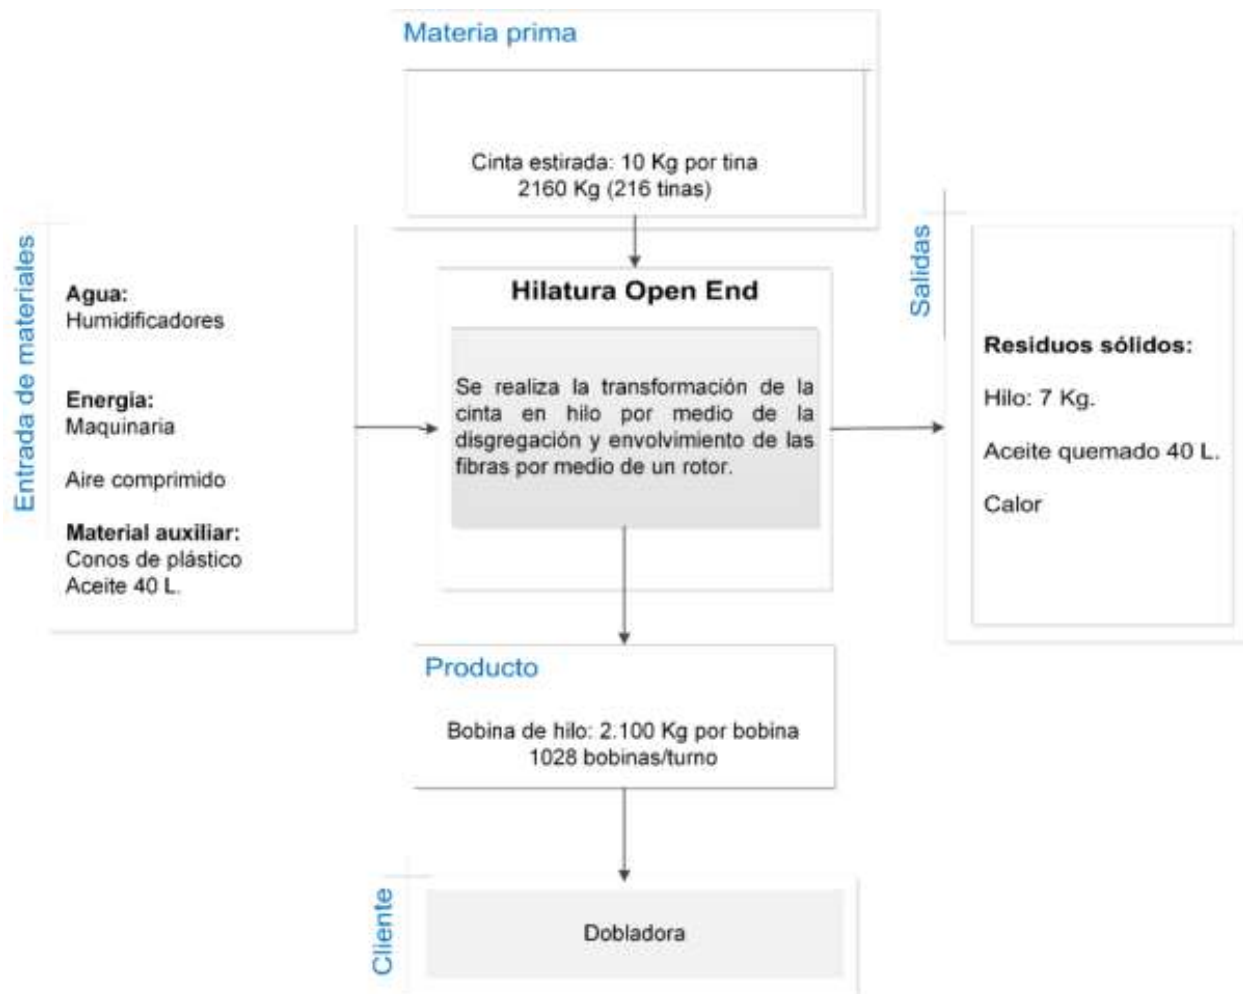 Materia prima
Cinta estirada: 10 Kg por tina
2160 Kg (216 tinas)
Entrada de materiales
Agua:
Humidificadores
Energia:
Maquinaria
Aire comprimido
Material auxiliar:
Conos de plástico
Aceite 40 L.
Hilatura Open End
Se realiza la transformación de la
cinta en hilo por medio de la
disgregación y envolvimiento de las
fibras por medio de un rotor.
Salidas
Residuos sólidos:
Hilo: 7 Kg.
Aceite quemado 40 L.
Calor
Producto
Bobina de hilo: 2.100 Kg por bobina
1028 bobinas/turno
Cliente
Dobladora